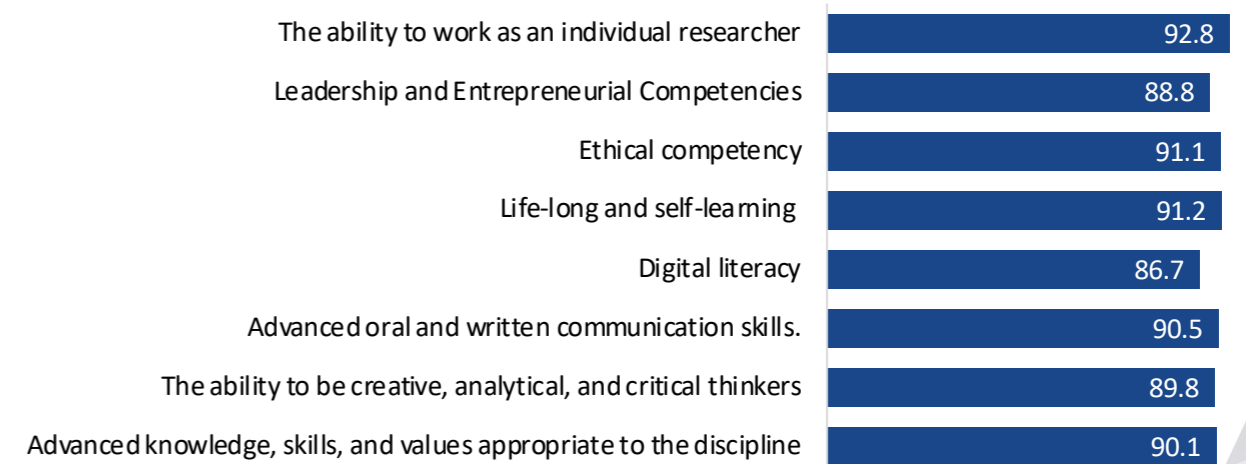 The ability to work as an individual researcher 92.8
Leadership and Entrepreneurial Competencies 88.8
Ethical competency 91.1
Life-long and self-learning 91.2
Digital literacy 86.7
Advanced oral and written communication skills. 90.5
The ability to be creative, analytical, and critical thinkers 89.8
Advanced knowledge, skills, and values appropriate to the discipline 90.1